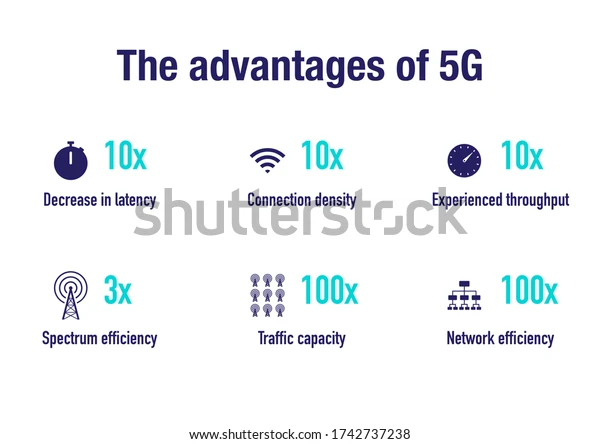 The advantages of 5G
10x
Decrease in latency
10x
Connection density
10x
Experienced throughput
3x
Spectrum efficiency
100x
Traffic capacity
100x
Network efficiency
shutterstock
shutterstock.com · 1742737238